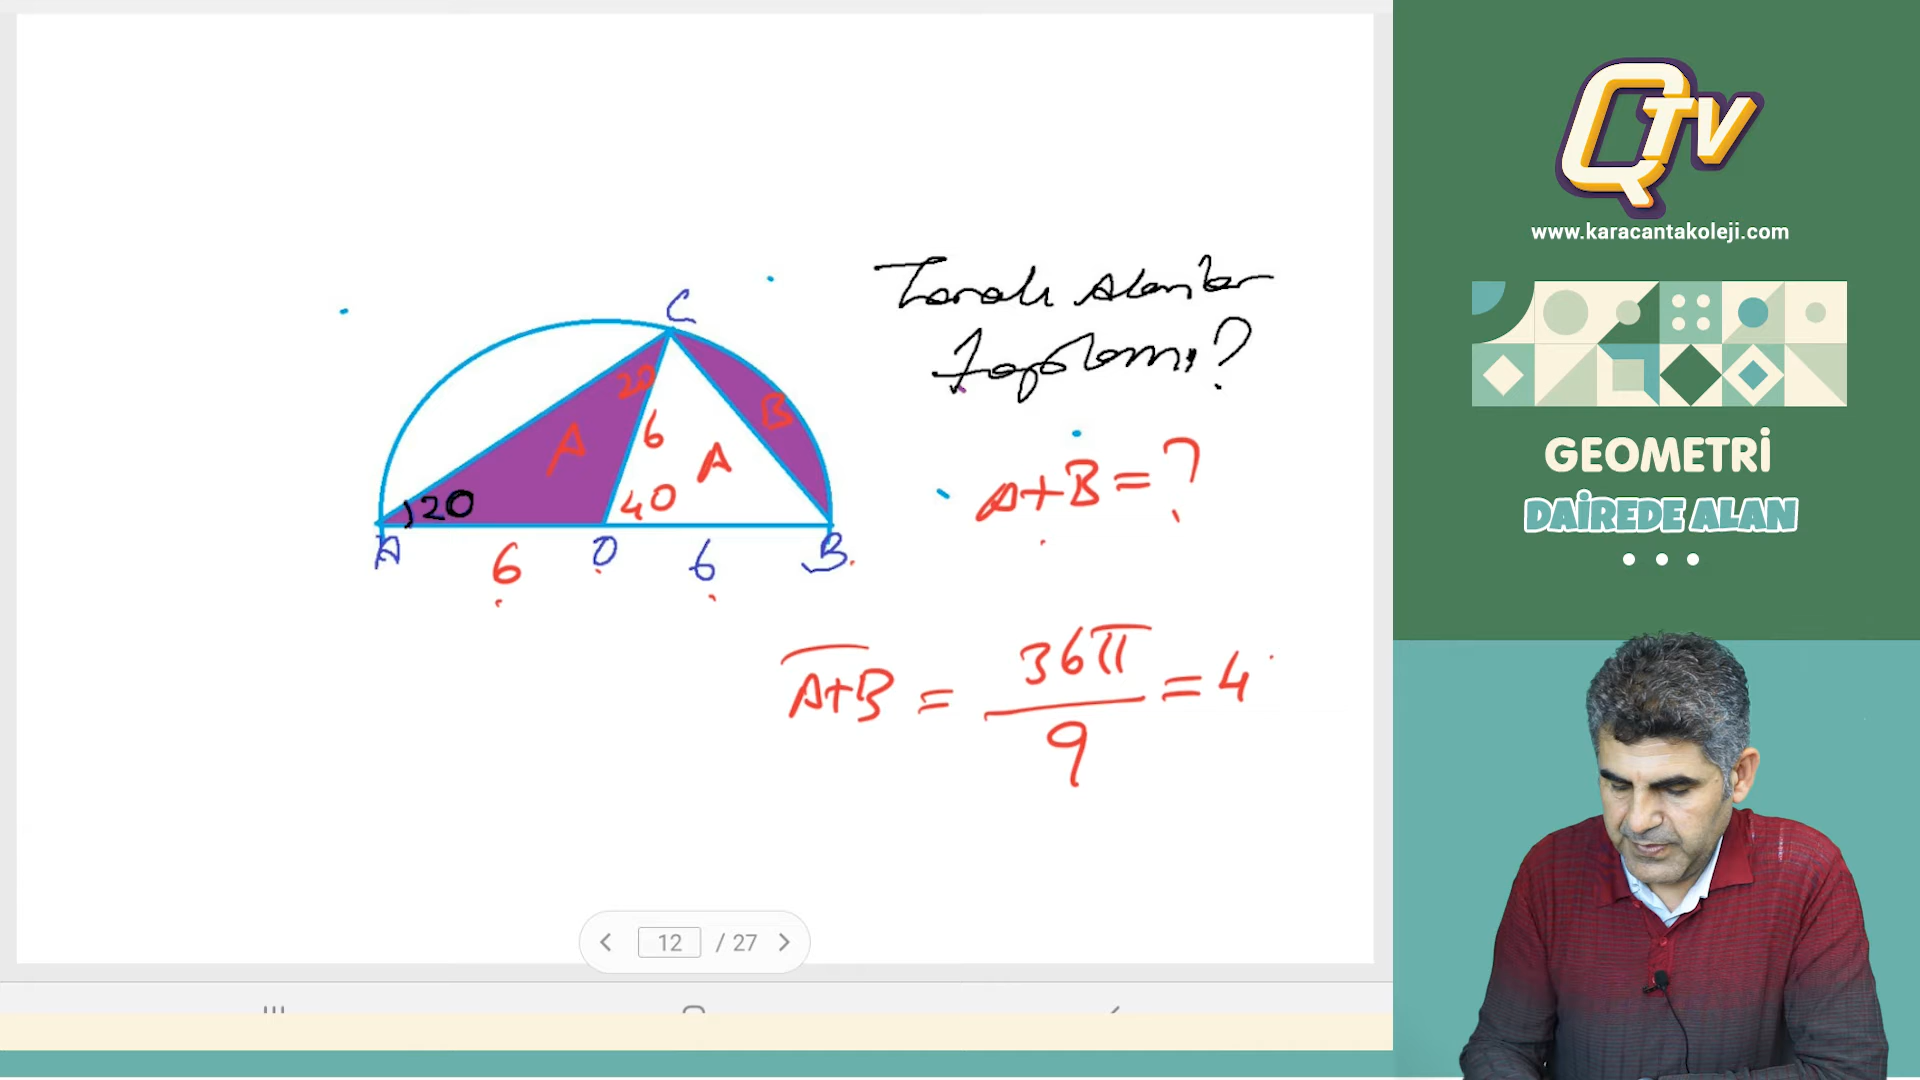 Taralı Alanlar
toplamı?
C
20
B
6
A
A
A+B=?
20
40
A
6
O
6
B
A+B = 36π/9 = 4
12 / 27
QTV
www.karacantakoleji.com
GEOMETRİ
DAİREDE ALAN